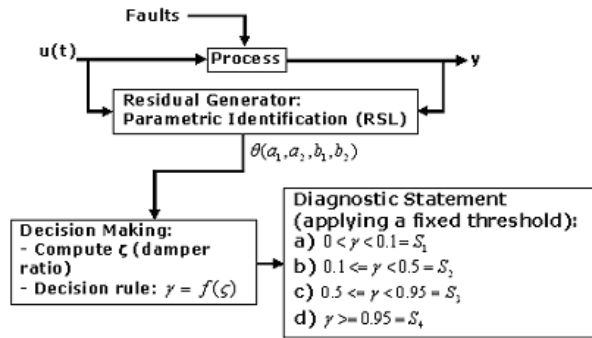 Faults
u(t)
Process
y
Residual Generator:
Parametric Identification (RSL)
θ(a₁,a₂,b₁,b₂)
Decision Making:
- Compute ζ (damper
ratio)
- Decision rule: γ = f(ς)
Diagnostic Statement
(applying a fixed threshold):
a) 0 < γ < 0.1 = S₁
b) 0.1 <= γ < 0.5 = S₂
c) 0.5 <= γ < 0.95 = S₃
d) γ >= 0.95 = S₄